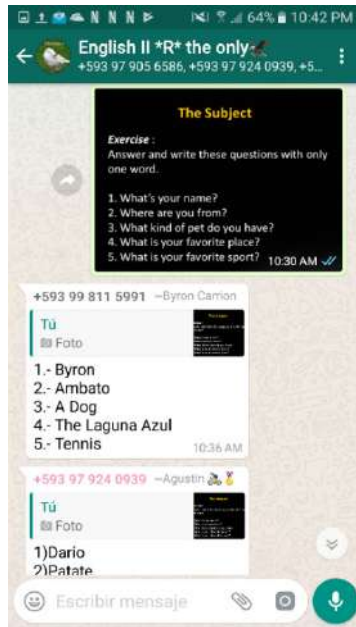 64% 10:42 PM
English II *R* the only
+593 97 905 6586, +593 97 924 0939, +5...
The Subject
Exercise :
Answer and write these questions with only
one word.
1. What's your name?
2. Where are you from?
3. What kind of pet do you have?
4. What is your favorite place?
5. What is your favorite sport? 10:30 AM
+593 99 811 5991 ~Byron Carrion
Tú
Foto
1.- Byron
2.- Ambato
3.- A Dog
4.- The Laguna Azul
5.- Tennis
10:36 AM
+593 97 924 0939 ~Agustin
Tú
Foto
1)Dario
2)Patate
Escribir mensaje